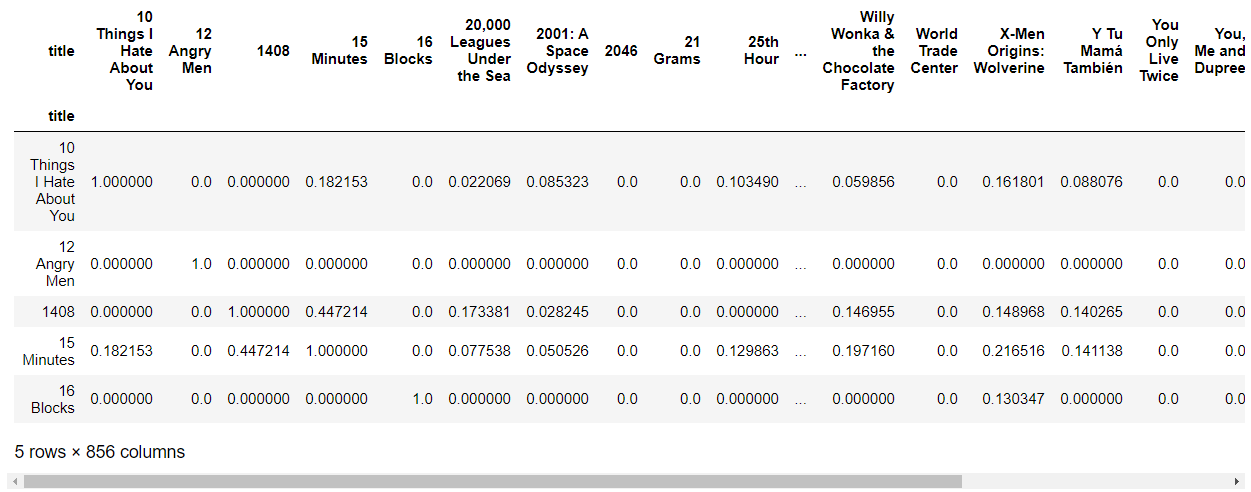 title 10 Things I Hate About You 12 Angry Men 1408 15 Minutes 16 Blocks 20,000 Leagues Under the Sea 2001: A Space Odyssey 2046 21 Grams 25th Hour ... Willy Wonka & the Chocolate Factory World Trade Center X-Men Origins: Wolverine Y Tu Mamá También You Only Live Twice You, Me and Dupree
title
10 Things I Hate About You 1.000000 0.0 0.000000 0.182153 0.0 0.022069 0.085323 0.0 0.0 0.103490 ... 0.059856 0.0 0.161801 0.088076 0.0 0.0
12 Angry Men 0.000000 1.0 0.000000 0.000000 0.0 0.000000 0.000000 0.0 0.0 0.000000 ... 0.000000 0.0 0.000000 0.000000 0.0 0.0
1408 0.000000 0.0 1.000000 0.447214 0.0 0.173381 0.028245 0.0 0.0 0.000000 ... 0.146955 0.0 0.148968 0.140265 0.0 0.0
15 Minutes 0.182153 0.0 0.447214 1.000000 0.0 0.077538 0.050526 0.0 0.0 0.129863 ... 0.197160 0.0 0.216516 0.141138 0.0 0.0
16 Blocks 0.000000 0.0 0.000000 0.000000 1.0 0.000000 0.000000 0.0 0.0 0.000000 ... 0.000000 0.0 0.130347 0.000000 0.0 0.0
5 rows × 856 columns